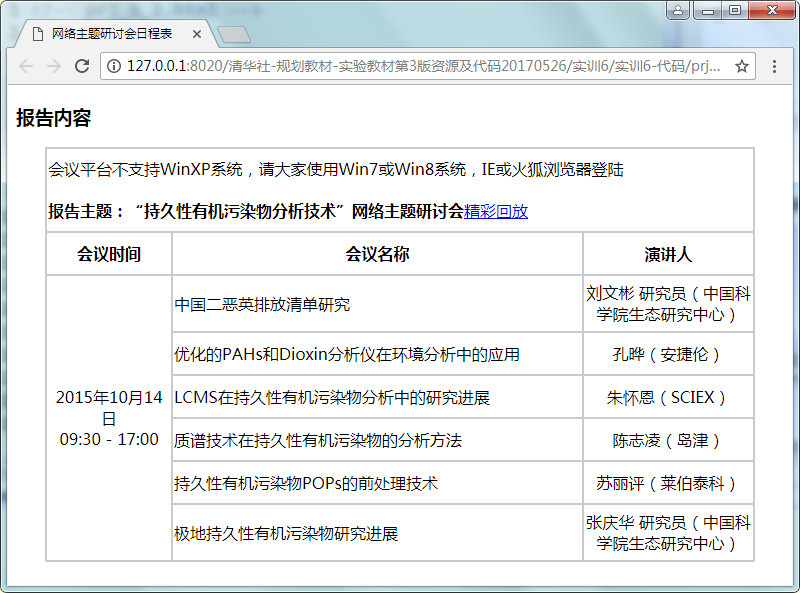 网络主题研讨会日程表
127.0.0.1:8020/清华社-规划教材-实验教材第3版资源及代码20170526/实训6/实训6-代码/prj...
报告内容
会议平台不支持WinXP系统，请大家使用Win7或Win8系统，IE或火狐浏览器登陆
报告主题：“持久性有机污染物分析技术”网络主题研讨会精彩回放
会议时间 会议名称 演讲人
2015年10月14
日
09:30 - 17:00
中国二恶英排放清单研究
刘文彬 研究员（中国科
学院生态研究中心）
优化的PAHs和Dioxin分析仪在环境分析中的应用
孔晔（安捷伦）
LCMS在持久性有机污染物分析中的研究进展
朱怀恩（SCIEX）
质谱技术在持久性有机污染物的分析方法
陈志凌（岛津）
持久性有机污染物POPs的前处理技术
苏丽评（莱伯泰科）
极地持久性有机污染物研究进展
张庆华 研究员（中国科
学院生态研究中心）